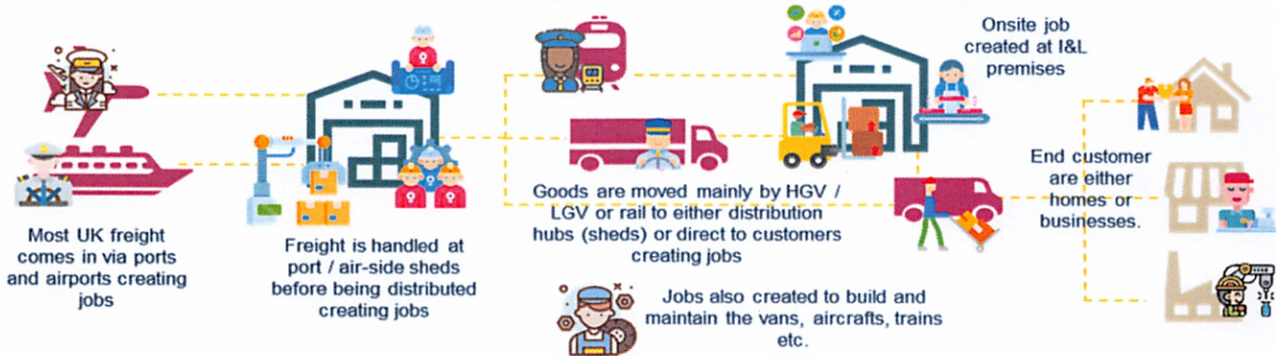 Most UK freight
comes in via ports
and airports creating
jobs
Freight is handled at
port / air-side sheds
before being distributed
creating jobs
Goods are moved mainly by HGV /
LGV or rail to either distribution
hubs (sheds) or direct to customers
creating jobs
Jobs also created to build and
maintain the vans, aircrafts, trains
etc.
Onsite job
created at I&L
premises
End customer
are either
homes or
businesses.